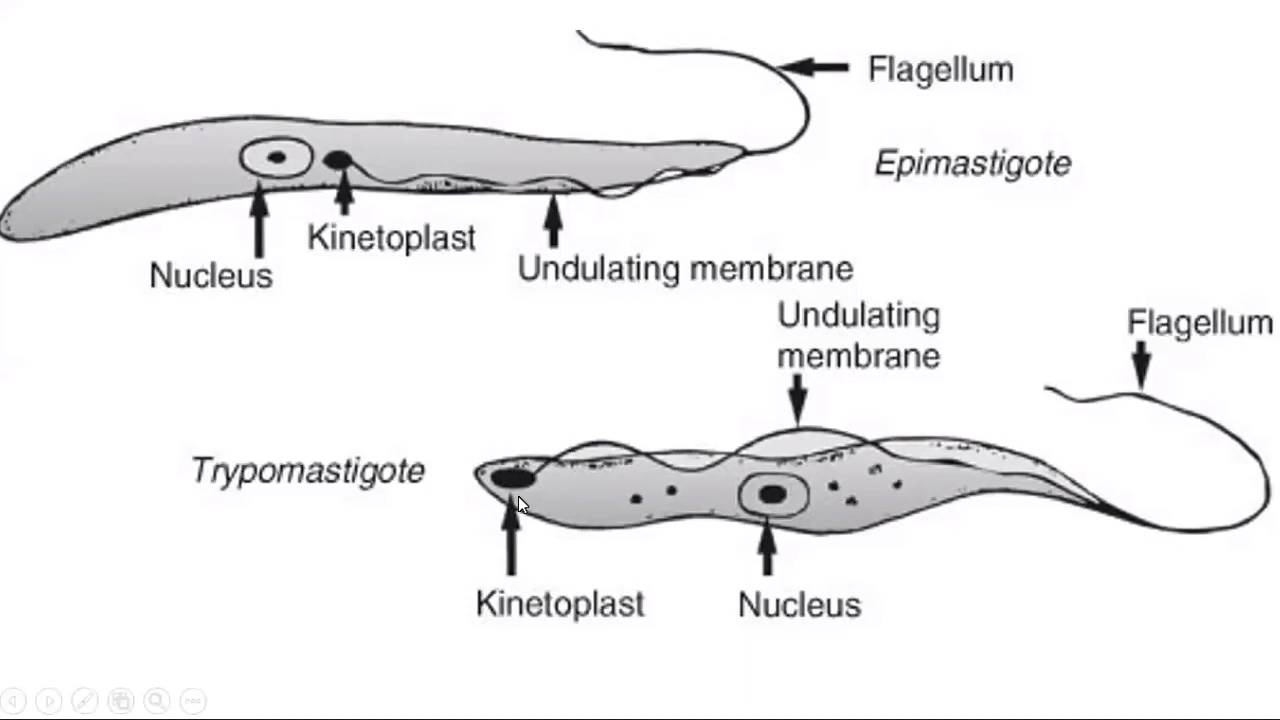 Flagellum
Epimastigote
Kinetoplast
Nucleus
Undulating membrane
Undulating
membrane
Flagellum
Trypomastigote
Kinetoplast
Nucleus